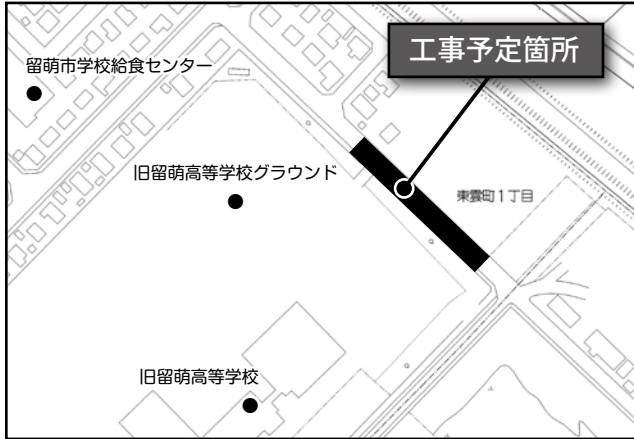 工事予定箇所
留萌市学校給食センター
旧留萌高等学校グラウンド
東雲町1丁目
旧留萌高等学校